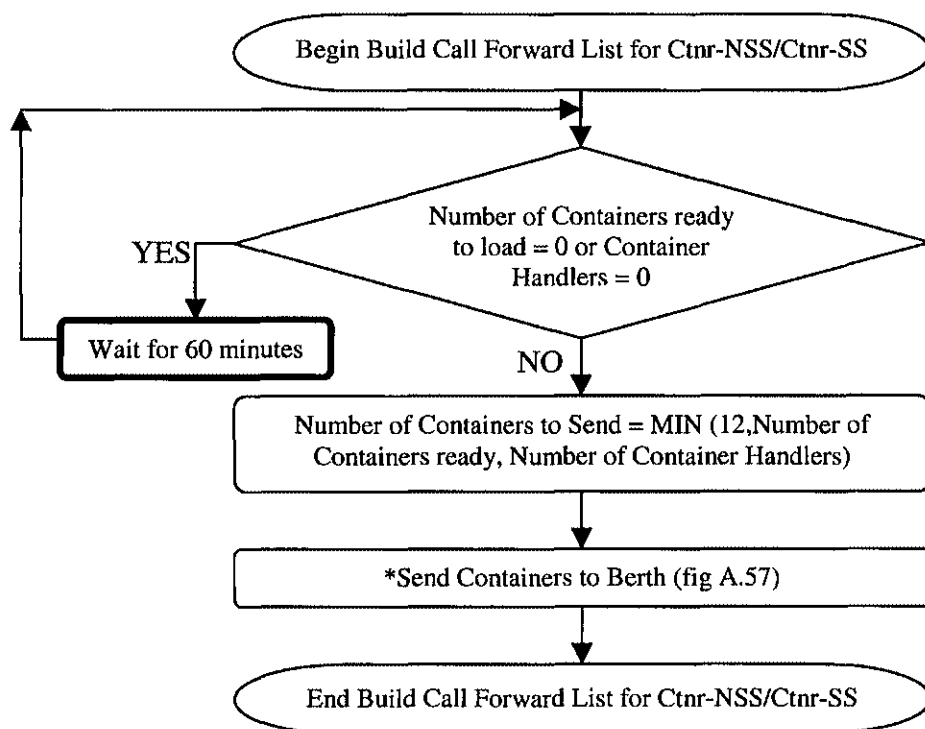 Begin Build Call Forward List for Ctnr-NSS/Ctnr-SS
Number of Containers ready
to load = 0 or Container
Handlers = 0
YES
Wait for 60 minutes
NO
Number of Containers to Send = MIN (12,Number of
Containers ready, Number of Container Handlers)
*Send Containers to Berth (fig A.57)
End Build Call Forward List for Ctnr-NSS/Ctnr-SS